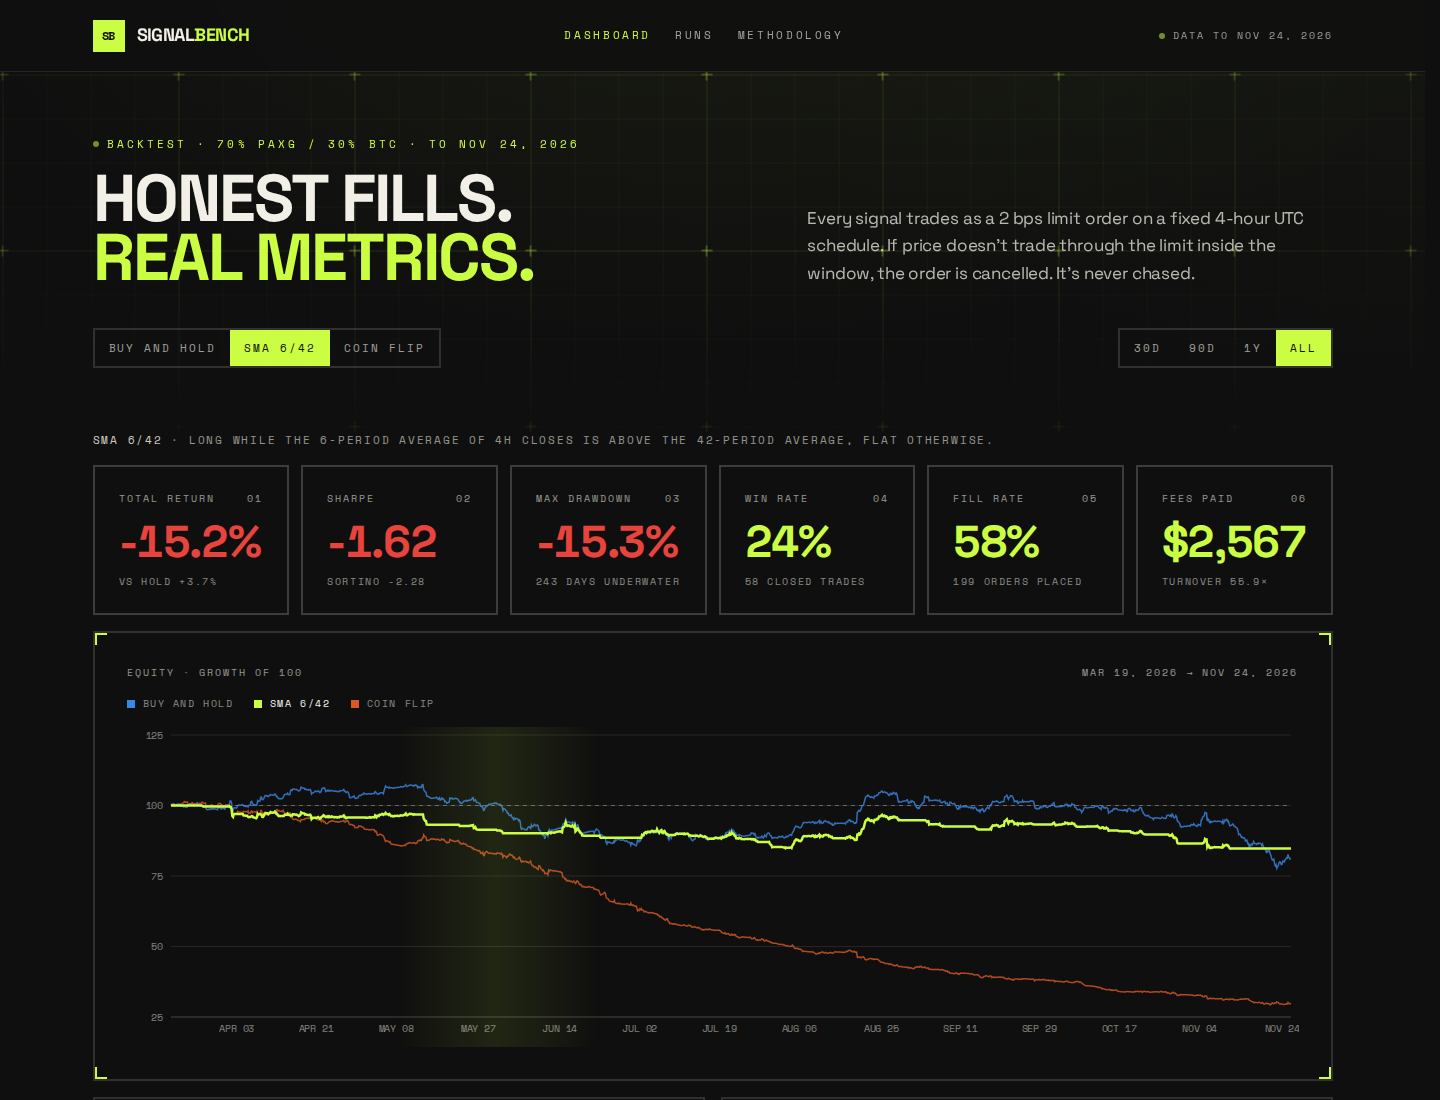 SB SIGNALBENCH
DASHBOARD RUNS METHODOLOGY
DATA TO NOV 24, 2026
BACKTEST · 70% PAXG / 30% BTC · TO NOV 24, 2026
HONEST FILLS.
REAL METRICS.
Every signal trades as a 2 bps limit order on a fixed 4-hour UTC
schedule. If price doesn't trade through the limit inside the
window, the order is cancelled. It's never chased.
BUY AND HOLD SMA 6/42 COIN FLIP
30D 90D 1Y ALL
SMA 6/42 · LONG WHILE THE 6-PERIOD AVERAGE OF 4H CLOSES IS ABOVE THE 42-PERIOD AVERAGE, FLAT OTHERWISE.
TOTAL RETURN 01
-15.2%
VS HOLD +3.7%
SHARPE 02
-1.62
SORTINO -2.28
MAX DRAWDOWN 03
-15.3%
243 DAYS UNDERWATER
WIN RATE 04
24%
58 CLOSED TRADES
FILL RATE 05
58%
199 ORDERS PLACED
FEES PAID 06
$2,567
TURNOVER 55.9×
EQUITY · GROWTH OF 100
MAR 19, 2026 → NOV 24, 2026
BUY AND HOLD SMA 6/42 COIN FLIP
125
100
75
50
25
APR 03 APR 21 MAY 08 MAY 27 JUN 14 JUL 02 JUL 19 AUG 06 AUG 25 SEP 11 SEP 29 OCT 17 NOV 04 NOV 24